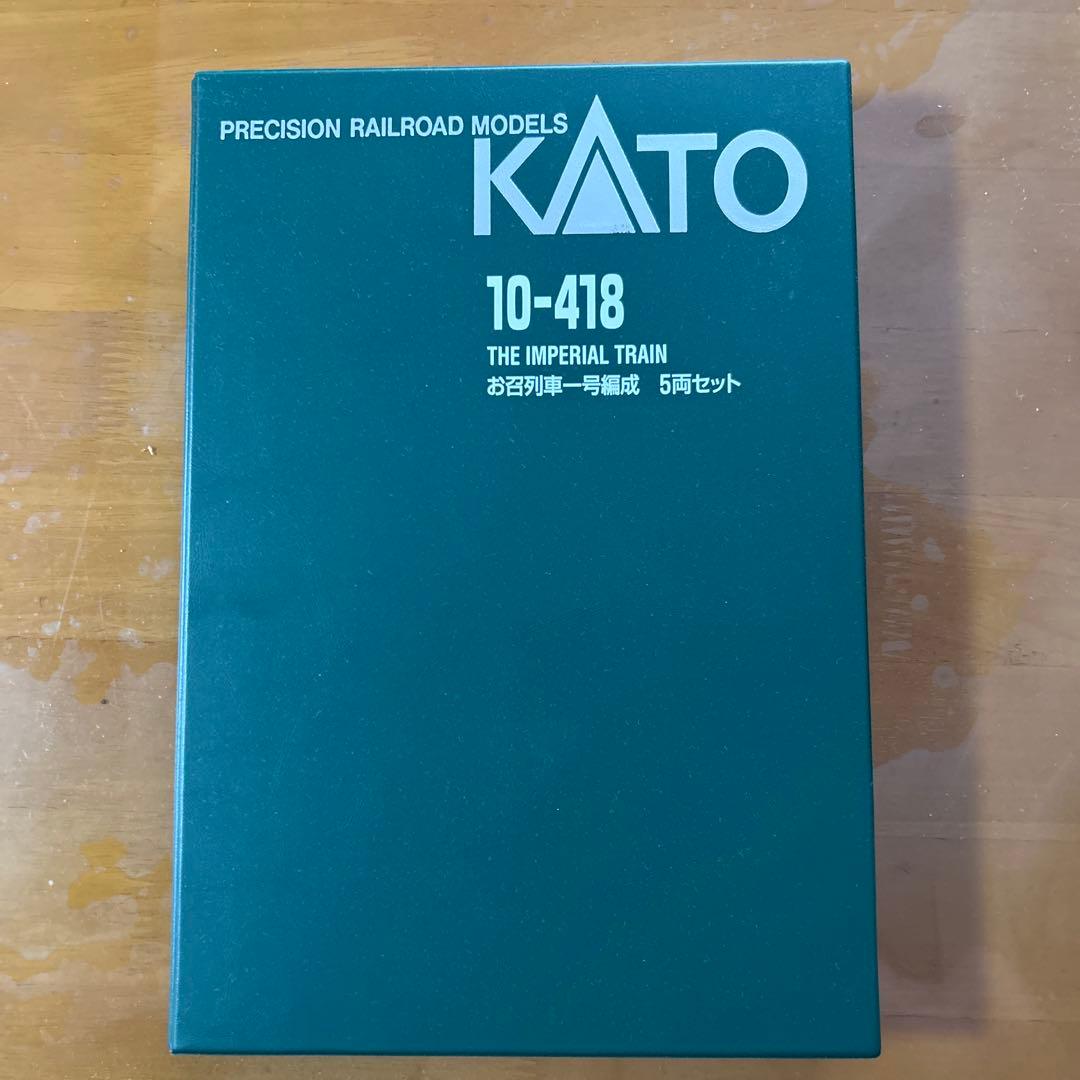 PRECISION RAILROAD MODELS
KATO
10-418
THE IMPERIAL TRAIN
お召列車一号編成　5両セット